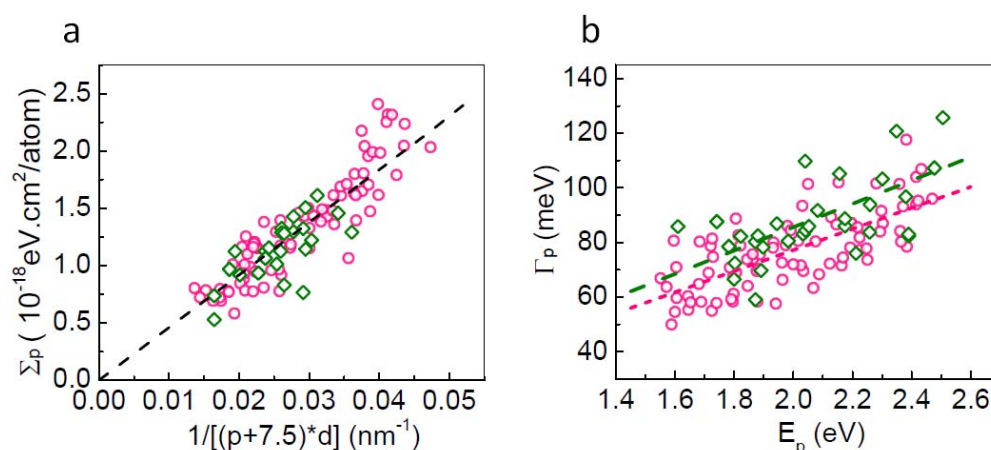 a
b
Σp ( 10-18eV.cm2/atom)
2.5
2.0
1.5
1.0
0.5
0.0
0.00 0.01 0.02 0.03 0.04 0.05
1/[(p+7.5)*d] (nm-1)
Γp (meV)
140
120
100
80
60
40
1.4 1.6 1.8 2.0 2.2 2.4 2.6
Ep (eV)